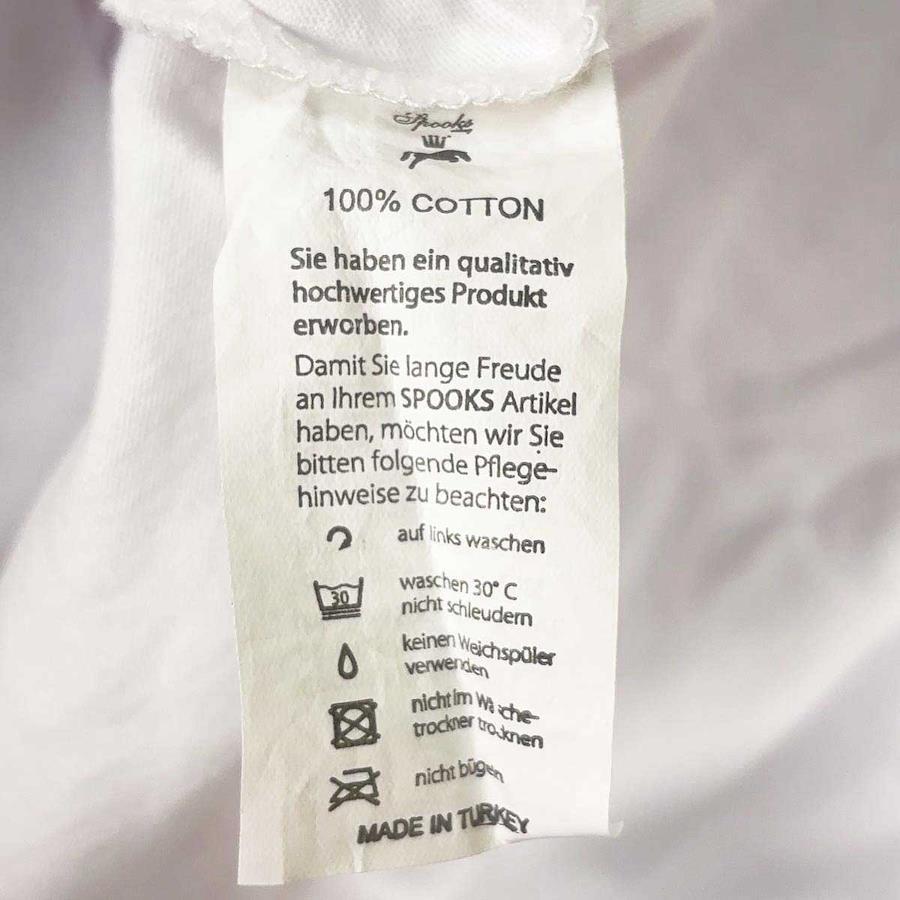 Spooks
100% COTTON
Sie haben ein qualitativ
hochwertiges Produkt
erworben.
Damit Sie lange Freude
an Ihrem SPOOKS Artikel
haben, möchten wir Sie
bitten folgende Pflege-
hinweise zu beachten:
auf links waschen
30
waschen 30° C
nicht schleudern
keinen Weichspüler
verwenden
nicht im Wäsche-
trockner trocknen
nicht bügen
MADE IN TURKEY